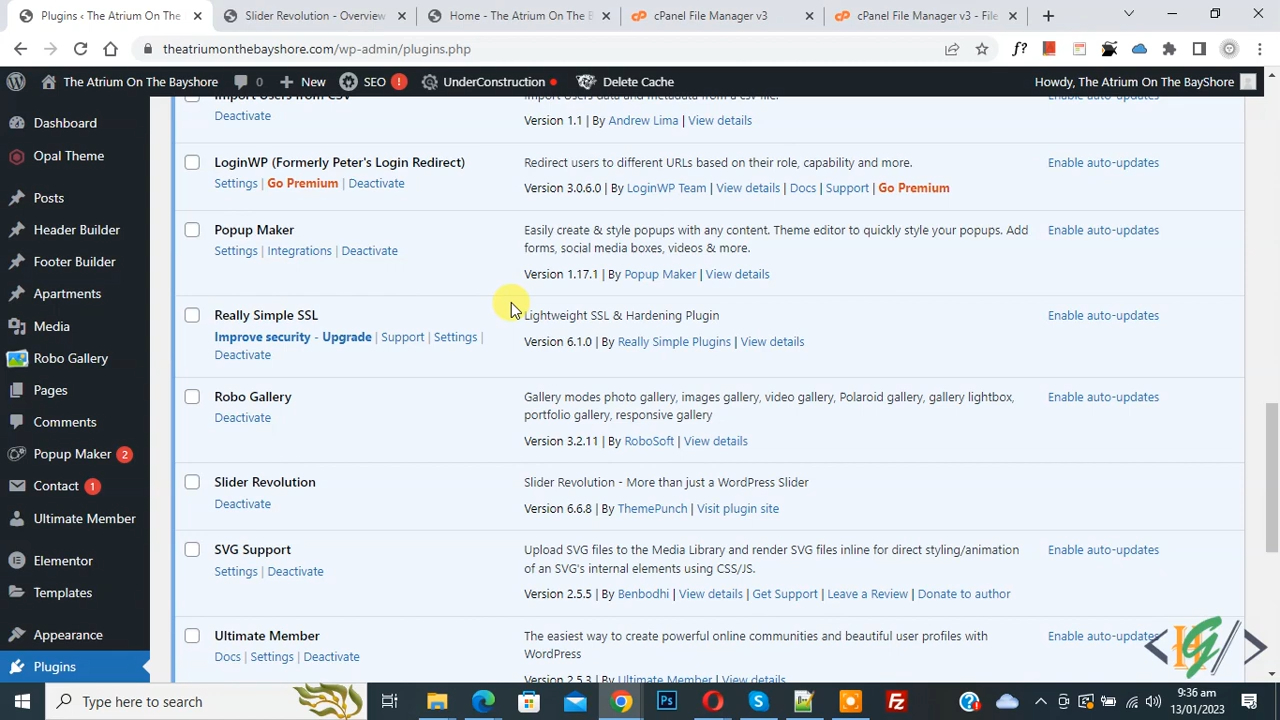 Plugins ‹ The Atrium On The
Slider Revolution - Overview
Home - The Atrium On The B
cPanel File Manager v3
cPanel File Manager v3 - File
theatriumonthebayshore.com/wp-admin/plugins.php
f?
The Atrium On The BayShore
0
New
SEO
!
UnderConstruction
Delete Cache
Howdy, The Atrium On The BayShore
Dashboard
Opal Theme
Posts
Header Builder
Footer Builder
Apartments
Media
Robo Gallery
Pages
Comments
Popup Maker 2
Contact 1
Ultimate Member
Elementor
Templates
Appearance
Plugins
Import Users from CSV
Import Users data and metadata from a csv file.
Deactivate
Version 1.1 | By Andrew Lima | View details
LoginWP (Formerly Peter's Login Redirect)
Redirect users to different URLs based on their role, capability and more.
Enable auto-updates
Settings | Go Premium | Deactivate
Version 3.0.6.0 | By LoginWP Team | View details | Docs | Support | Go Premium
Popup Maker
Easily create & style popups with any content. Theme editor to quickly style your popups. Add
forms, social media boxes, videos & more.
Enable auto-updates
Settings | Integrations | Deactivate
Version 1.17.1 | By Popup Maker | View details
Really Simple SSL
Lightweight SSL & Hardening Plugin
Enable auto-updates
Improve security - Upgrade | Support | Settings |
Deactivate
Version 6.1.0 | By Really Simple Plugins | View details
Robo Gallery
Gallery modes photo gallery, images gallery, video gallery, Polaroid gallery, gallery lightbox,
portfolio gallery, responsive gallery
Enable auto-updates
Deactivate
Version 3.2.11 | By RoboSoft | View details
Slider Revolution
Slider Revolution - More than just a WordPress Slider
Deactivate
Version 6.6.8 | By ThemePunch | Visit plugin site
SVG Support
Upload SVG files to the Media Library and render SVG files inline for direct styling/animation
of an SVG's internal elements using CSS/JS.
Enable auto-updates
Settings | Deactivate
Version 2.5.5 | By Benbodhi | View details | Get Support | Leave a Review | Donate to author
Ultimate Member
The easiest way to create powerful online communities and beautiful user profiles with
WordPress
Enable auto-updates
Docs | Settings | Deactivate
Version 2.5.3 | By Ultimate Member | View details
Type here to search
9:36 am
13/01/2023